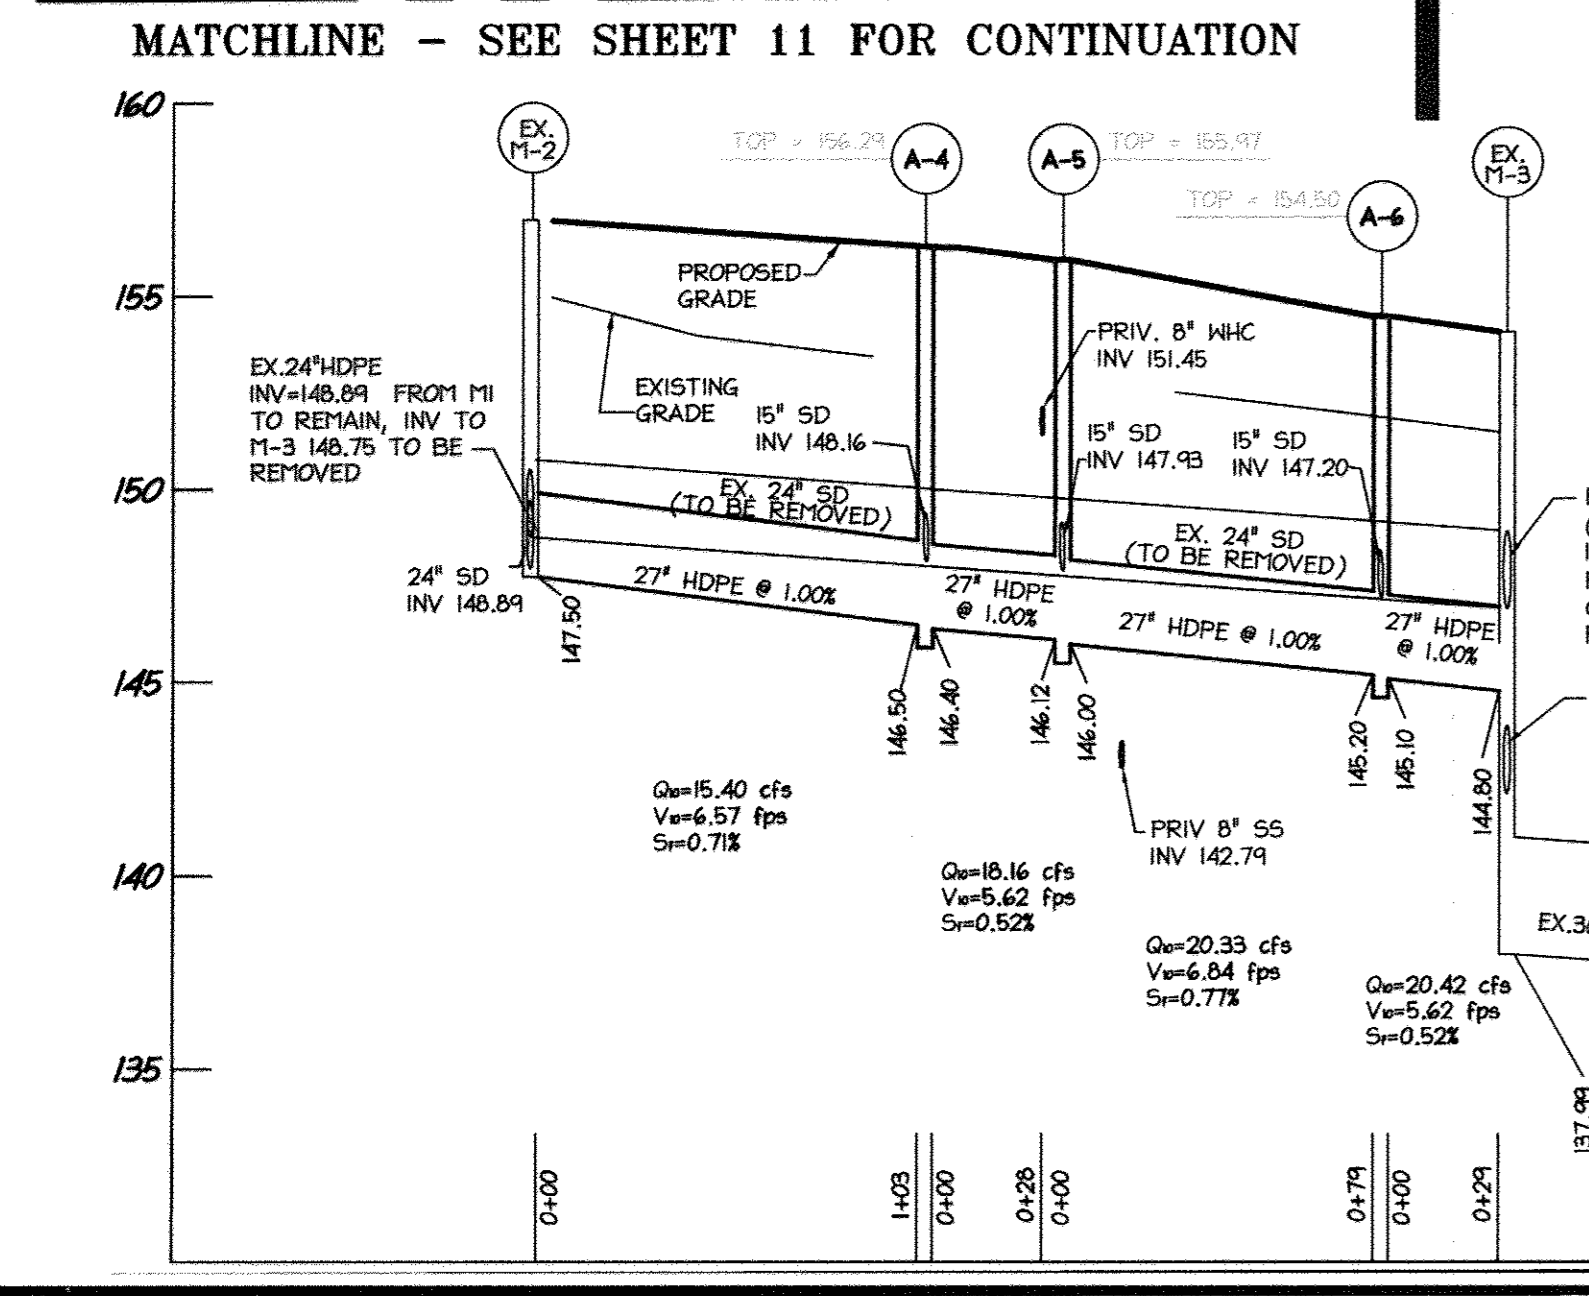 MATCHLINE - SEE SHEET 11 FOR CONTINUATION
160
155
150
145
140
135
EX.
M-2
TOP = 156.29
A-4
A-5
TOP = 155.97
TOP = 154.50
A-6
EX.
M-3
PROPOSED
GRADE
EXISTING
GRADE
EX.24"HDPE
INV=148.89 FROM M1
TO REMAIN, INV TO
M-3 148.75 TO BE
REMOVED
15" SD
INV 148.16
PRIV. 8" WHC
INV 151.45
15" SD
INV 147.93
15" SD
INV 147.20
EX. 24" SD
(TO BE REMOVED)
EX. 24" SD
(TO BE REMOVED)
24" SD
INV 148.89
27" HDPE @ 1.00%
27" HDPE
@ 1.00%
27" HDPE @ 1.00%
27" HDPE
@ 1.00%
147.50
146.50
146.40
146.12
146.00
145.20
145.10
144.80
Q10=15.40 cfs
V10=6.57 fps
Sf=0.71%
PRIV 8" SS
INV 142.79
Q10=18.16 cfs
V10=5.62 fps
Sf=0.52%
Q10=20.33 cfs
V10=6.84 fps
Sf=0.77%
Q10=20.42 cfs
V10=5.62 fps
Sf=0.52%
137.99
0+00
1+03
0+00
0+28
0+00
0+79
0+00
0+29